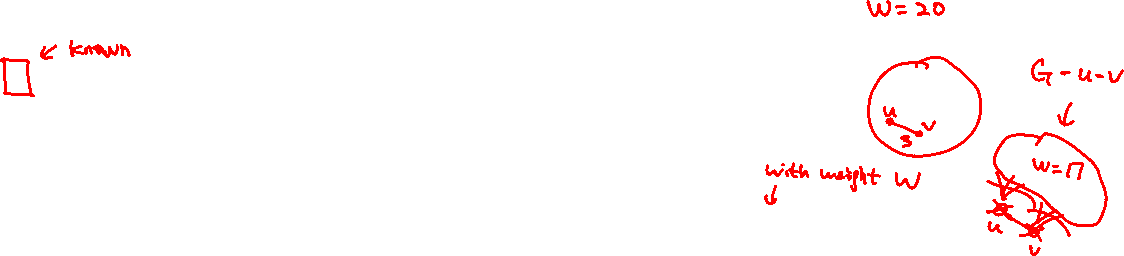 W = 20
← known
G - u - v
u
v
3
with weight W
w = 17
u
v